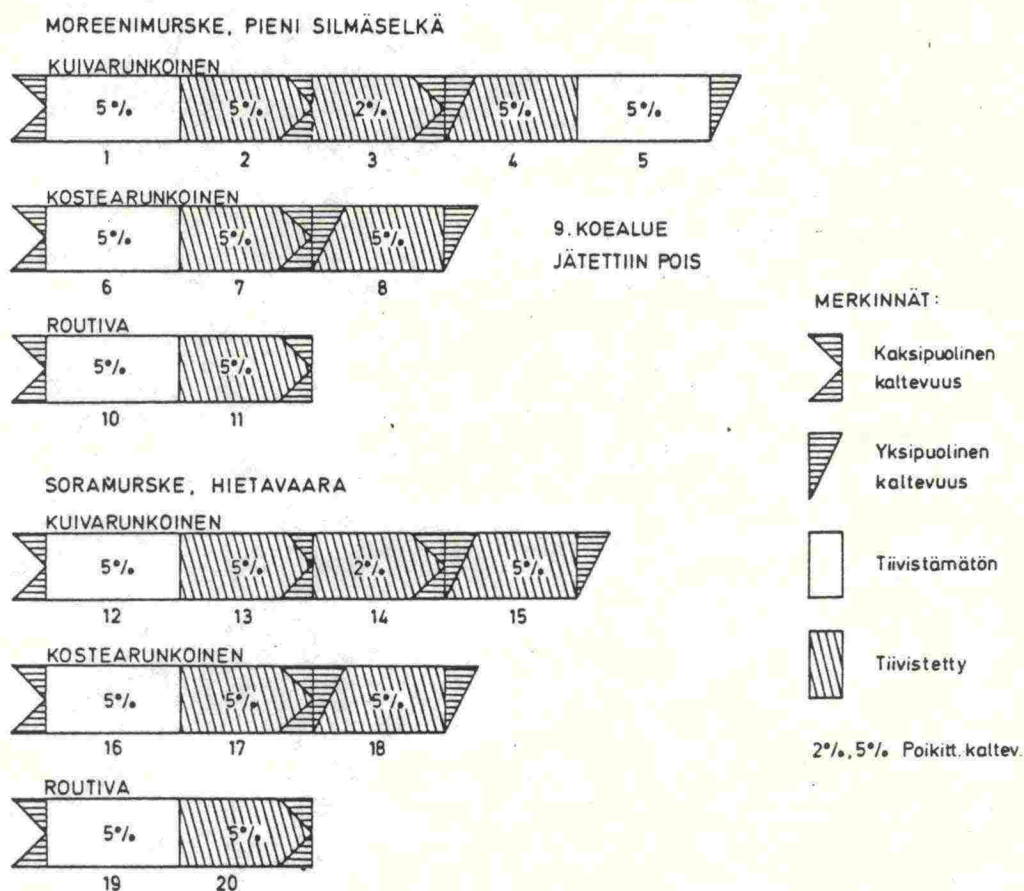 MOREENIMURSKE, PIENI SILMÄSELKÄ
KUIVARUNKOINEN
5% 5% 2% 5% 5%
1 2 3 4 5
KOSTEARUNKOINEN
5% 5% 5%
6 7 8
9. KOEALUE
JÄTETTIIN POIS
ROUTIVA
5% 5%
10 11
SORAMURSKE, HIETAVAARA
KUIVARUNKOINEN
5% 5% 2% 5%
12 13 14 15
KOSTEARUNKOINEN
5% 5% 5%
16 17 18
ROUTIVA
5% 5%
19 20
MERKINNÄT:
Kaksipuolinen
kaltevuus
Yksipuolinen
kaltevuus
Tiivistämätön
Tiivistetty
2%, 5% Poikitt. kaltev.